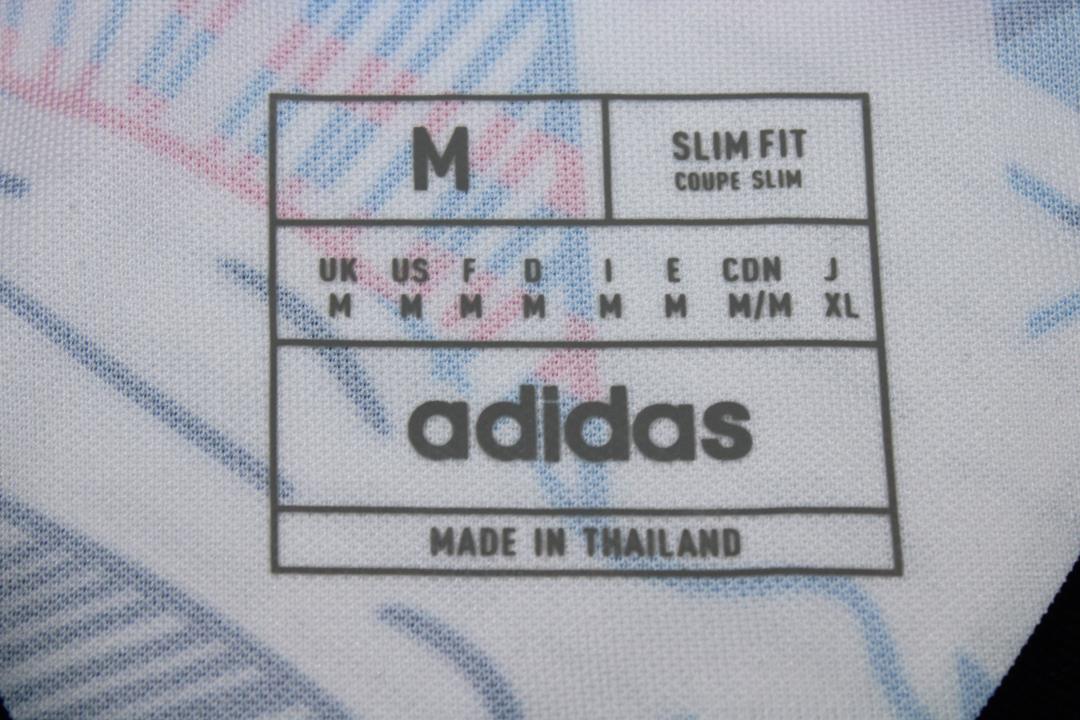 M
SLIM FIT
COUPE SLIM
UK US F D I E CDN J
M M M M M M M/M XL
adidas
MADE IN THAILAND